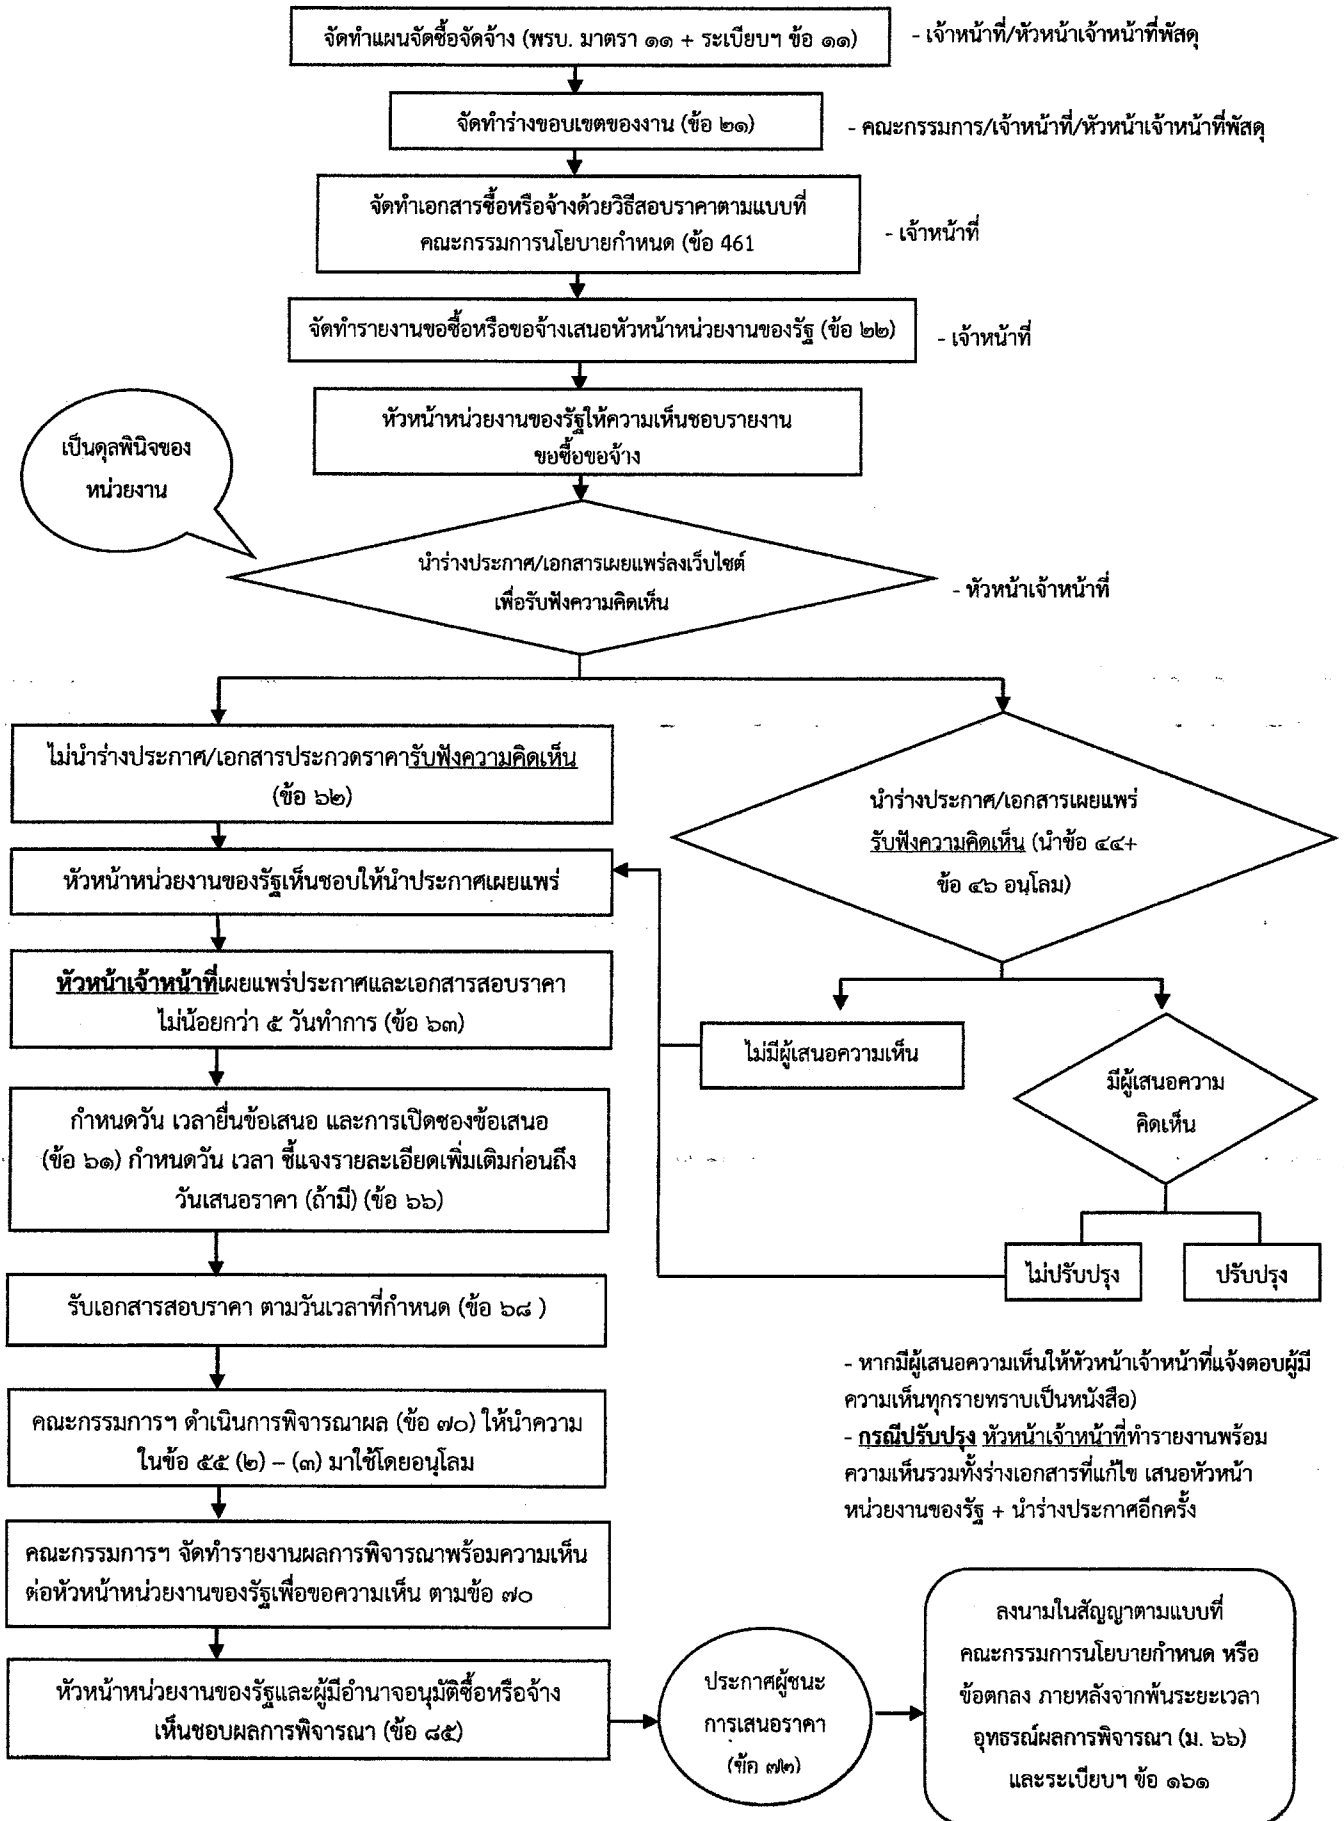 จัดทำแผนจัดซื้อจัดจ้าง (พรบ. มาตรา ๑๑ + ระเบียบฯ ข้อ ๑๑)
- เจ้าหน้าที่/หัวหน้าเจ้าหน้าที่พัสดุ
จัดทำร่างขอบเขตของงาน (ข้อ ๒๑)
- คณะกรรมการ/เจ้าหน้าที่/หัวหน้าเจ้าหน้าที่พัสดุ
จัดทำเอกสารซื้อหรือจ้างด้วยวิธีสอบราคาตามแบบที่
คณะกรรมการนโยบายกำหนด (ข้อ 461
- เจ้าหน้าที่
จัดทำรายงานขอซื้อหรือขอจ้างเสนอหัวหน้าหน่วยงานของรัฐ (ข้อ ๒๒)
- เจ้าหน้าที่
หัวหน้าหน่วยงานของรัฐให้ความเห็นชอบรายงาน
ขอซื้อขอจ้าง
เป็นดุลพินิจของ
หน่วยงาน
นำร่างประกาศ/เอกสารเผยแพร่ลงเว็บไซต์
เพื่อรับฟังความคิดเห็น
- หัวหน้าเจ้าหน้าที่
ไม่นำร่างประกาศ/เอกสารประกวดราคารับฟังความคิดเห็น
(ข้อ ๖๒)
นำร่างประกาศ/เอกสารเผยแพร่
รับฟังความคิดเห็น (นำข้อ ๔๔+
ข้อ ๔๖ อนุโลม)
หัวหน้าหน่วยงานของรัฐเห็นชอบให้นำประกาศเผยแพร่
หัวหน้าเจ้าหน้าที่เผยแพร่ประกาศและเอกสารสอบราคา
ไม่น้อยกว่า ๕ วันทำการ (ข้อ ๖๓)
ไม่มีผู้เสนอความเห็น
มีผู้เสนอความ
คิดเห็น
กำหนดวัน เวลายื่นข้อเสนอ และการเปิดซองข้อเสนอ
(ข้อ ๖๑) กำหนดวัน เวลา ชี้แจงรายละเอียดเพิ่มเติมก่อนถึง
วันเสนอราคา (ถ้ามี) (ข้อ ๖๖)
ไม่ปรับปรุง
ปรับปรุง
รับเอกสารสอบราคา ตามวันเวลาที่กำหนด (ข้อ ๖๘ )
- หากมีผู้เสนอความเห็นให้หัวหน้าเจ้าหน้าที่แจ้งตอบผู้มี
ความเห็นทุกรายทราบเป็นหนังสือ)
- กรณีปรับปรุง หัวหน้าเจ้าหน้าที่ทำรายงานพร้อม
ความเห็นรวมทั้งร่างเอกสารที่แก้ไข เสนอหัวหน้า
หน่วยงานของรัฐ + นำร่างประกาศอีกครั้ง
คณะกรรมการฯ ดำเนินการพิจารณาผล (ข้อ ๗๐) ให้นำความ
ในข้อ ๕๕ (๒) – (๓) มาใช้โดยอนุโลม
คณะกรรมการฯ จัดทำรายงานผลการพิจารณาพร้อมความเห็น
ต่อหัวหน้าหน่วยงานของรัฐเพื่อขอความเห็น ตามข้อ ๗๐
หัวหน้าหน่วยงานของรัฐและผู้มีอำนาจอนุมัติซื้อหรือจ้าง
เห็นชอบผลการพิจารณา (ข้อ ๘๕)
ประกาศผู้ชนะ
การเสนอราคา
(ข้อ ๗๒)
ลงนามในสัญญาตามแบบที่
คณะกรรมการนโยบายกำหนด หรือ
ข้อตกลง ภายหลังจากพ้นระยะเวลา
อุทธรณ์ผลการพิจารณา (ม. ๖๖)
และระเบียบฯ ข้อ ๑๖๑